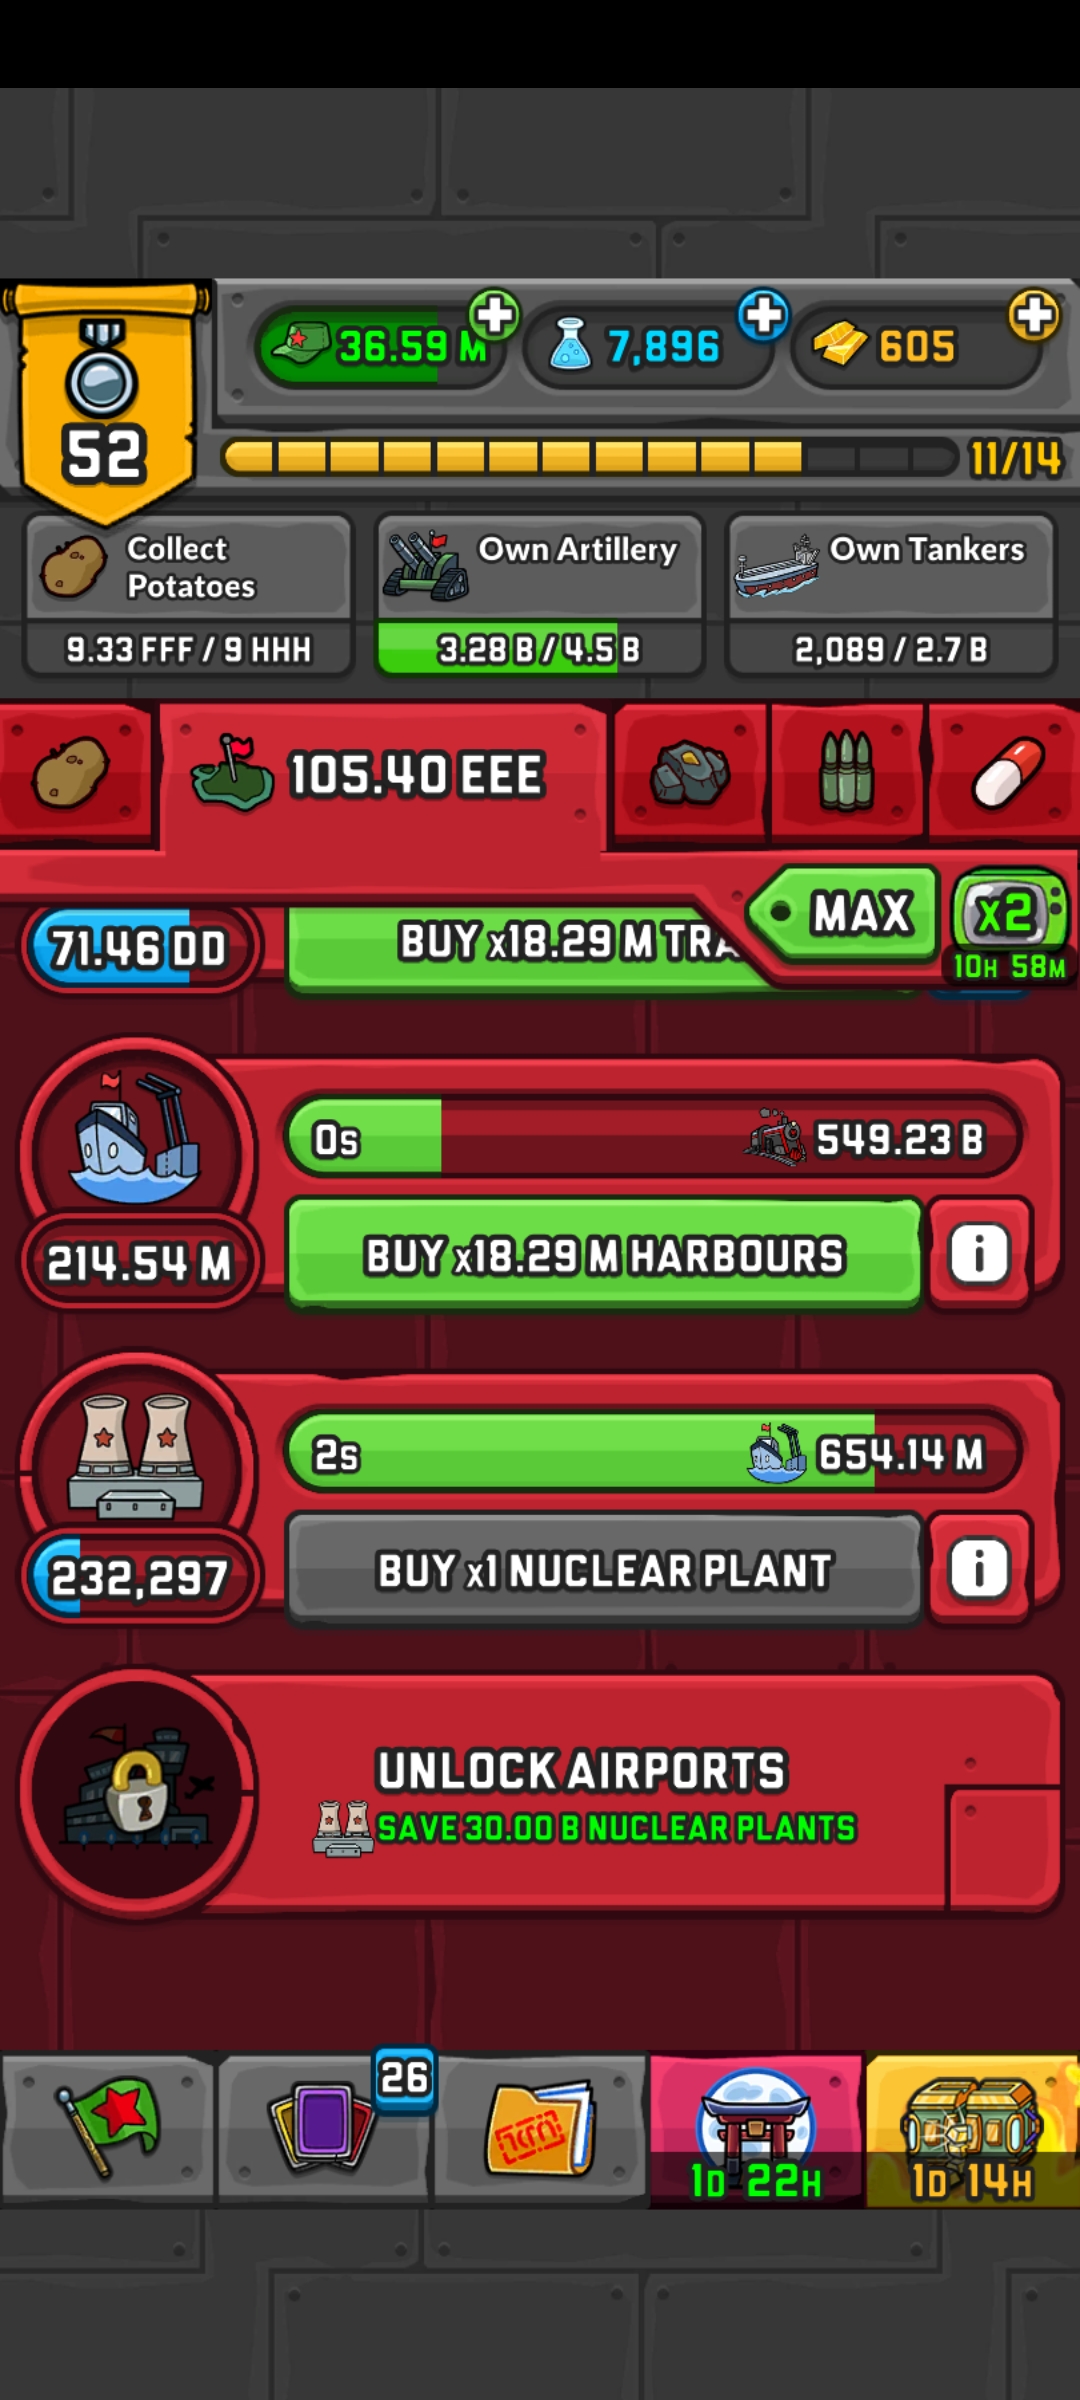 36.59 M
7,896
605
52
11/14
Collect
Potatoes
9.33 FFF / 9 HHH
Own Artillery
3.28 B / 4.5 B
Own Tankers
2,089 / 2.7 B
105.40 EEE
MAX
x2
10H 58M
71.46 DD
BUY x18.29 M TRA
0s
549.23 B
214.54 M
BUY x18.29 M HARBOURS
i
2s
654.14 M
232,297
BUY x1 NUCLEAR PLANT
i
UNLOCK AIRPORTS
SAVE 30.00 B NUCLEAR PLANTS
26
1D 22H
1D 14H